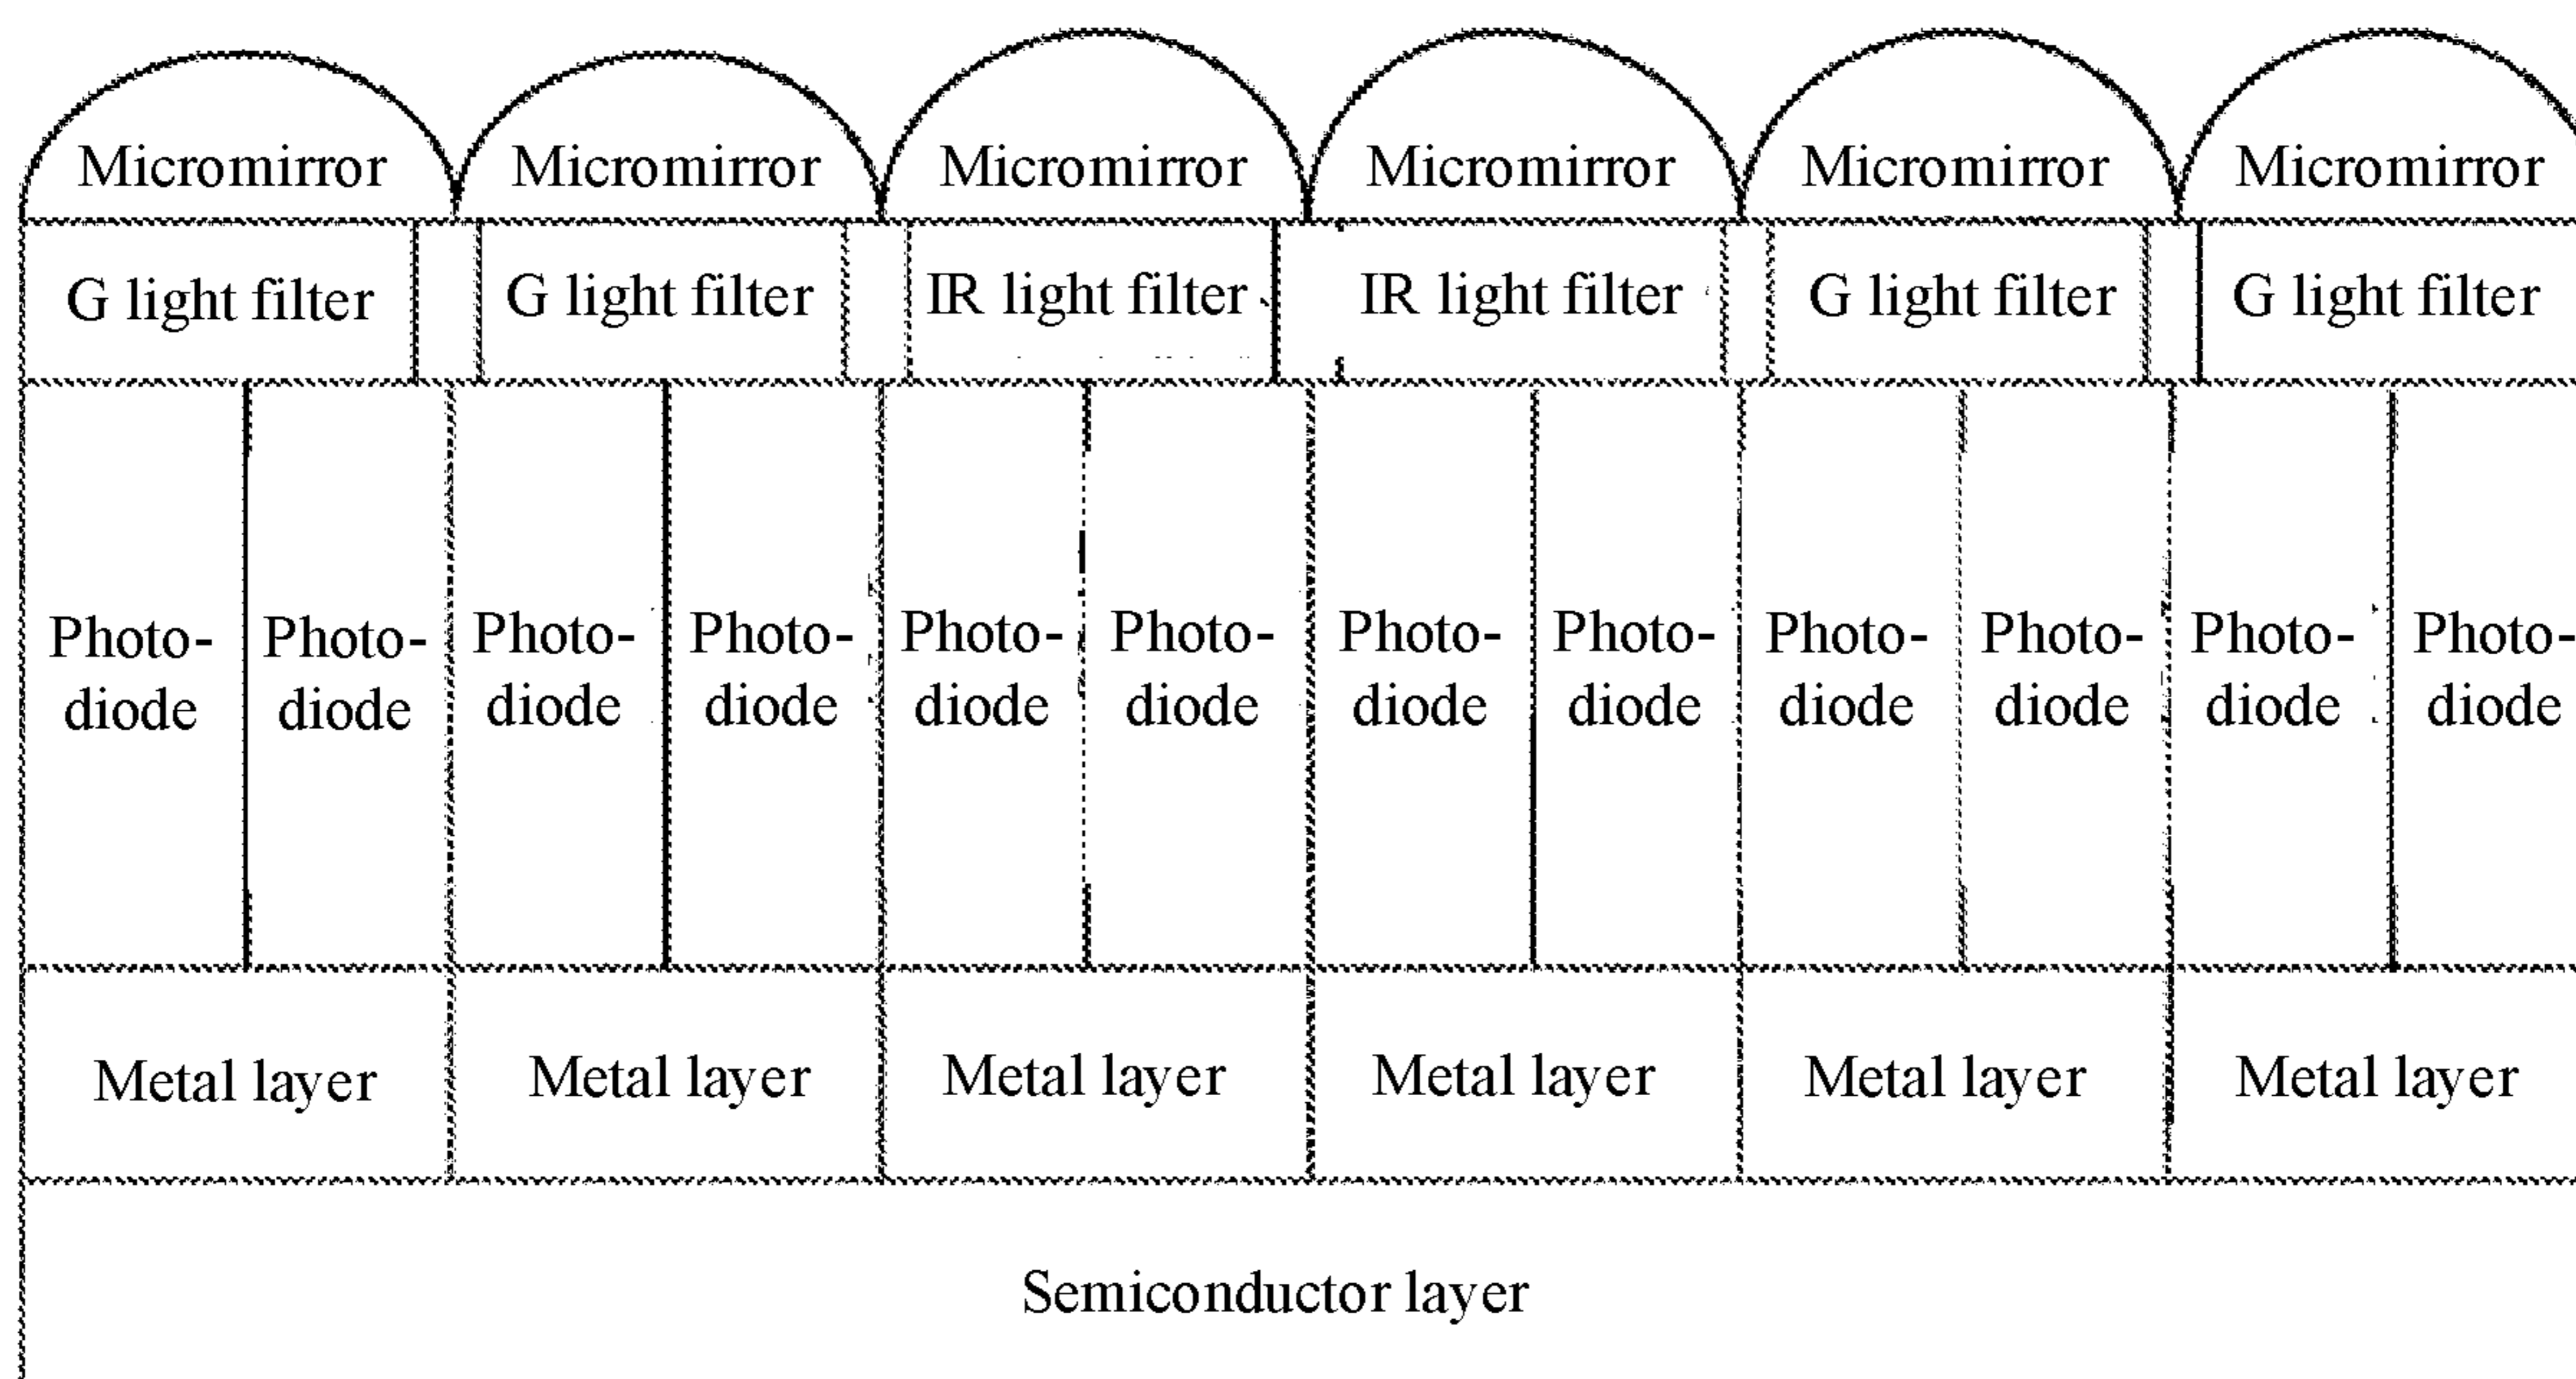 Micromirror Micromirror Micromirror Micromirror Micromirror Micromirror
G light filter G light filter IR light filter IR light filter G light filter G light filter
Photo- Photo- Photo- Photo- Photo- Photo- Photo- Photo- Photo- Photo- Photo- Photo-
diode diode diode diode diode diode diode diode diode diode diode diode
Metal layer Metal layer Metal layer Metal layer Metal layer Metal layer
Semiconductor layer